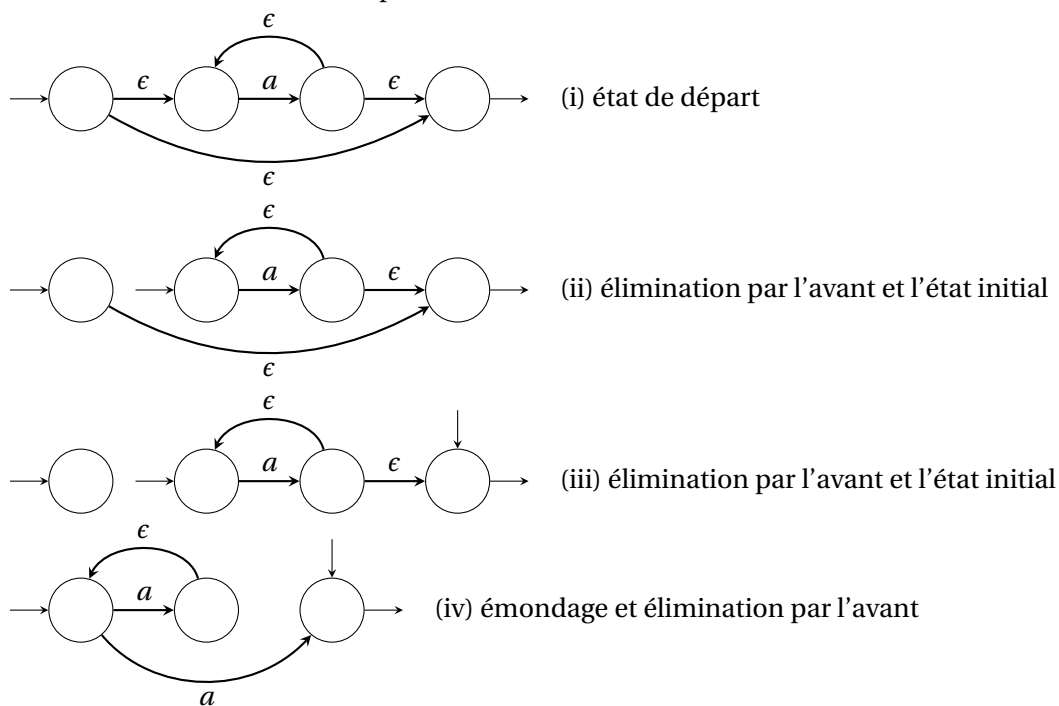 ϵ
ϵ a ϵ (i) état de départ
ϵ
ϵ
a ϵ (ii) élimination par l'avant et l'état initial
ϵ
ϵ
a ϵ (iii) élimination par l'avant et l'état initial
ϵ
a (iv) émondage et élimination par l'avant
a